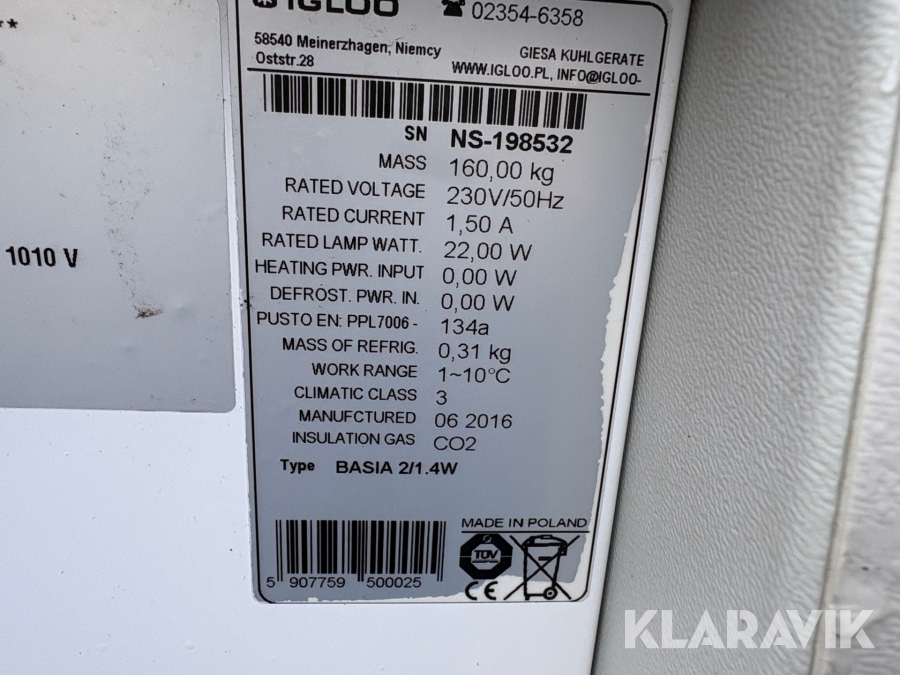 **
1010 V
IGLOO
02354-6358
58540 Meinerzhagen, Niemcy
Oststr.28
GIESA KUHLGERATE
WWW.IGLOO.PL, INFO@IGLOO-
SN NS-198532
MASS 160,00 kg
RATED VOLTAGE 230V/50Hz
RATED CURRENT 1,50 A
RATED LAMP WATT. 22,00 W
HEATING PWR. INPUT 0,00 W
DEFROST. PWR. IN. 0,00 W
PUSTO EN: PPL7006 - 134a
MASS OF REFRIG. 0,31 kg
WORK RANGE 1~10°C
CLIMATIC CLASS 3
MANUFCTURED 06 2016
INSULATION GAS CO2
Type BASIA 2/1.4W
MADE IN POLAND
TÜV
CE
5 907759 500025
KLARAVIK